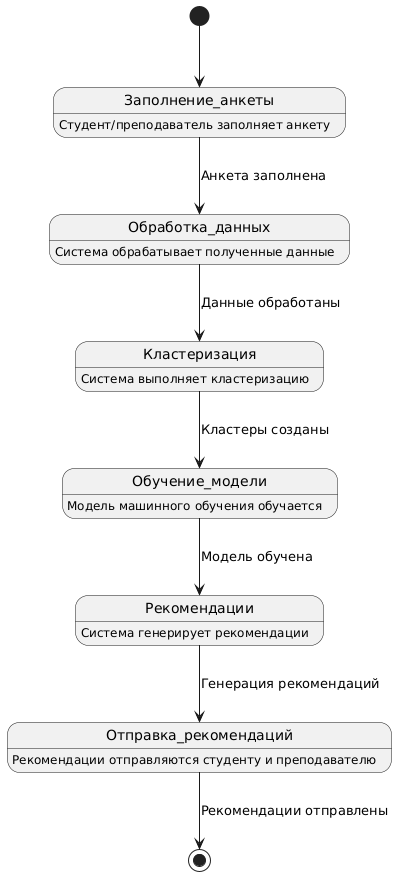 Заполнение_анкеты
Студент/преподаватель заполняет анкету
Анкета заполнена
Обработка_данных
Система обрабатывает полученные данные
Данные обработаны
Кластеризация
Система выполняет кластеризацию
Кластеры созданы
Обучение_модели
Модель машинного обучения обучается
Модель обучена
Рекомендации
Система генерирует рекомендации
Генерация рекомендаций
Отправка_рекомендаций
Рекомендации отправляются студенту и преподавателю
Рекомендации отправлены